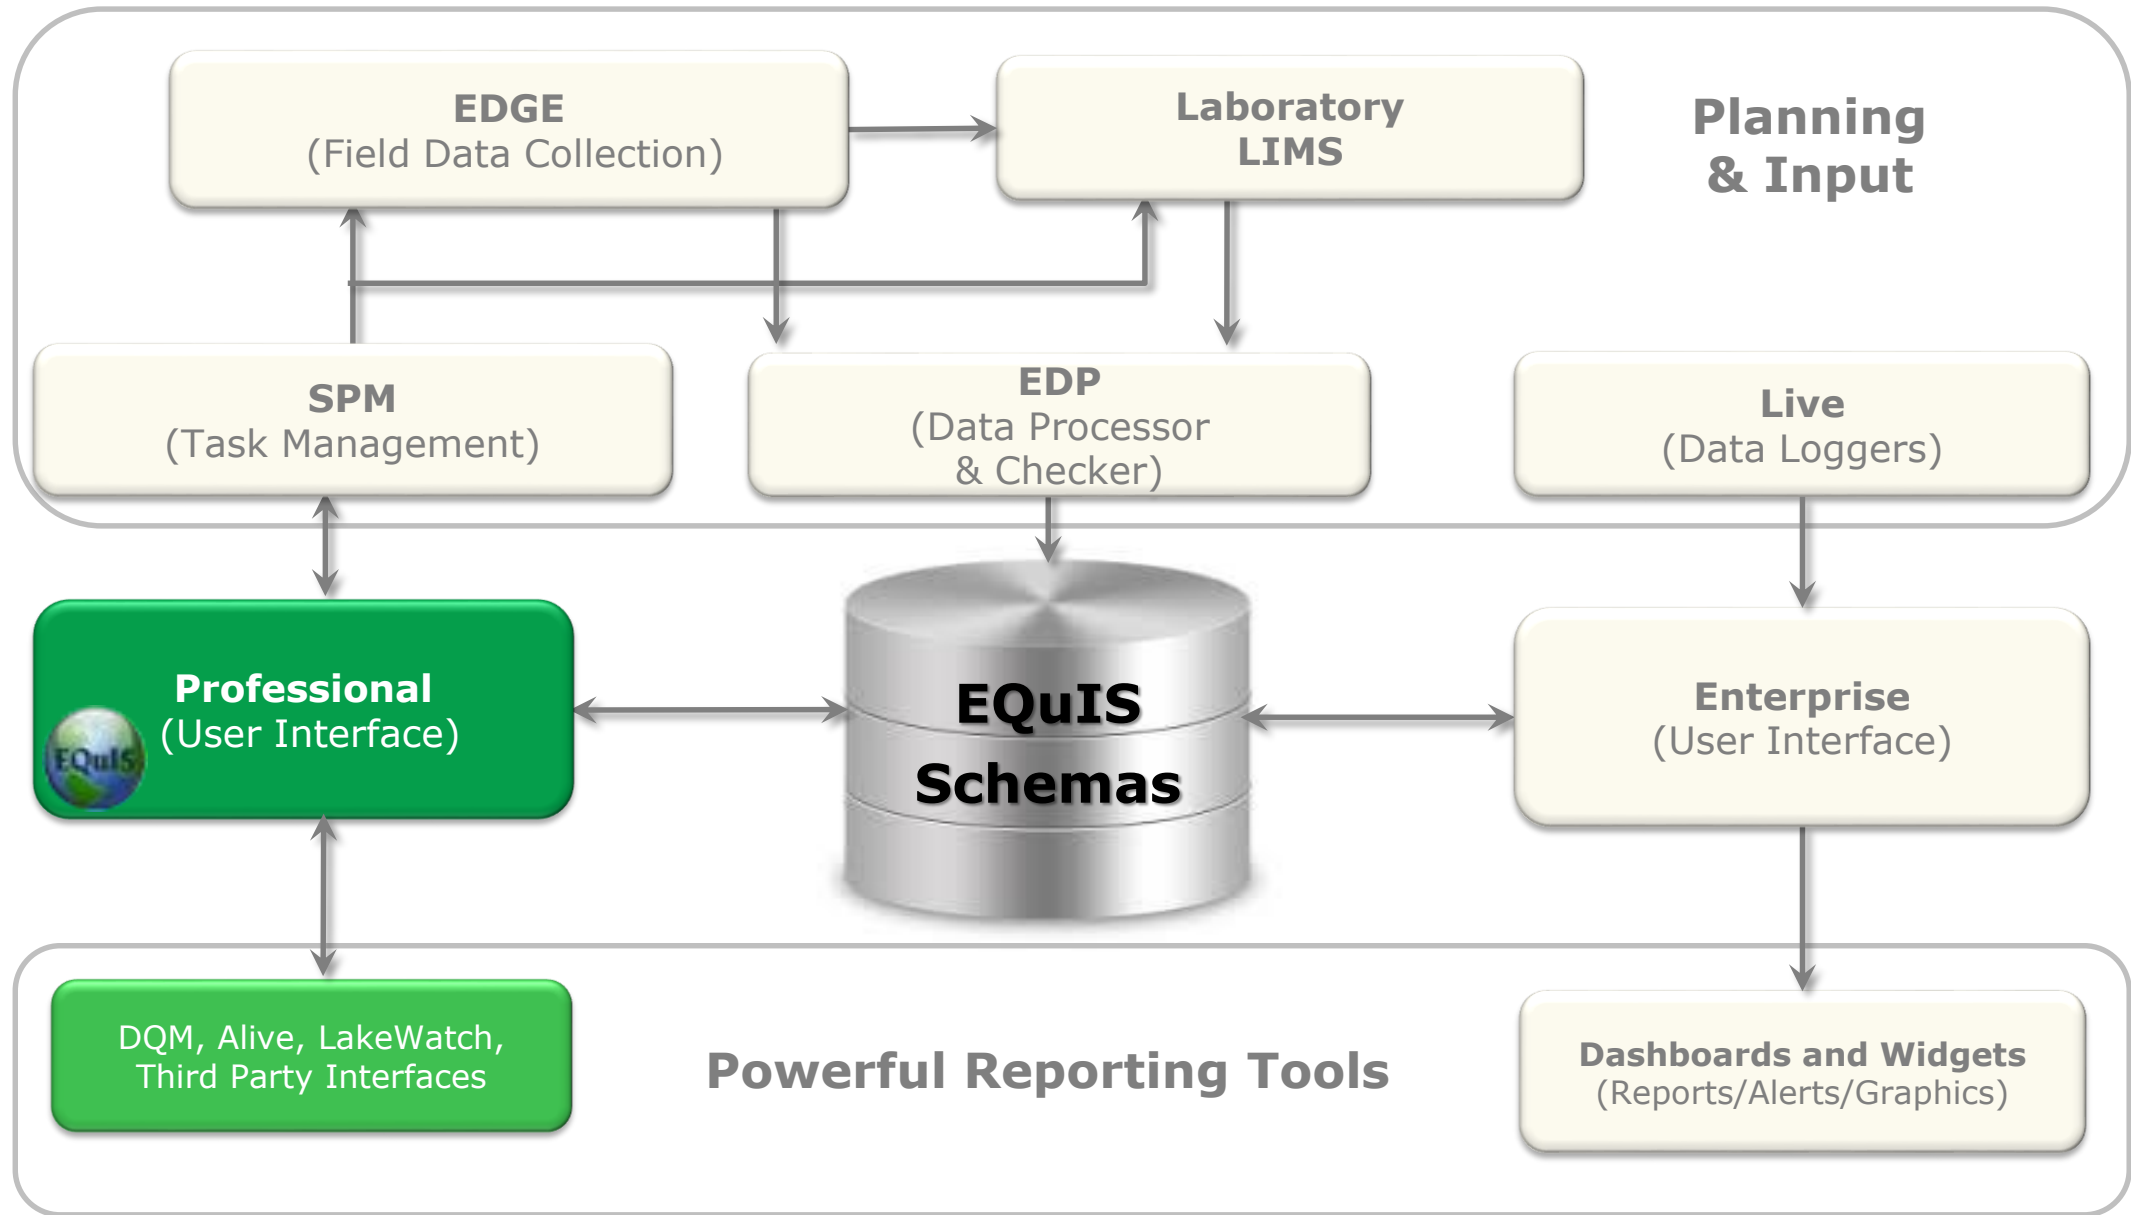 EDGE
(Field Data Collection)
Laboratory
LIMS
Planning
& Input
SPM
(Task Management)
EDP
(Data Processor
& Checker)
Live
(Data Loggers)
Professional
(User Interface)
EQuIS
EQuIS
Schemas
Enterprise
(User Interface)
DQM, Alive, LakeWatch,
Third Party Interfaces
Powerful Reporting Tools
Dashboards and Widgets
(Reports/Alerts/Graphics)